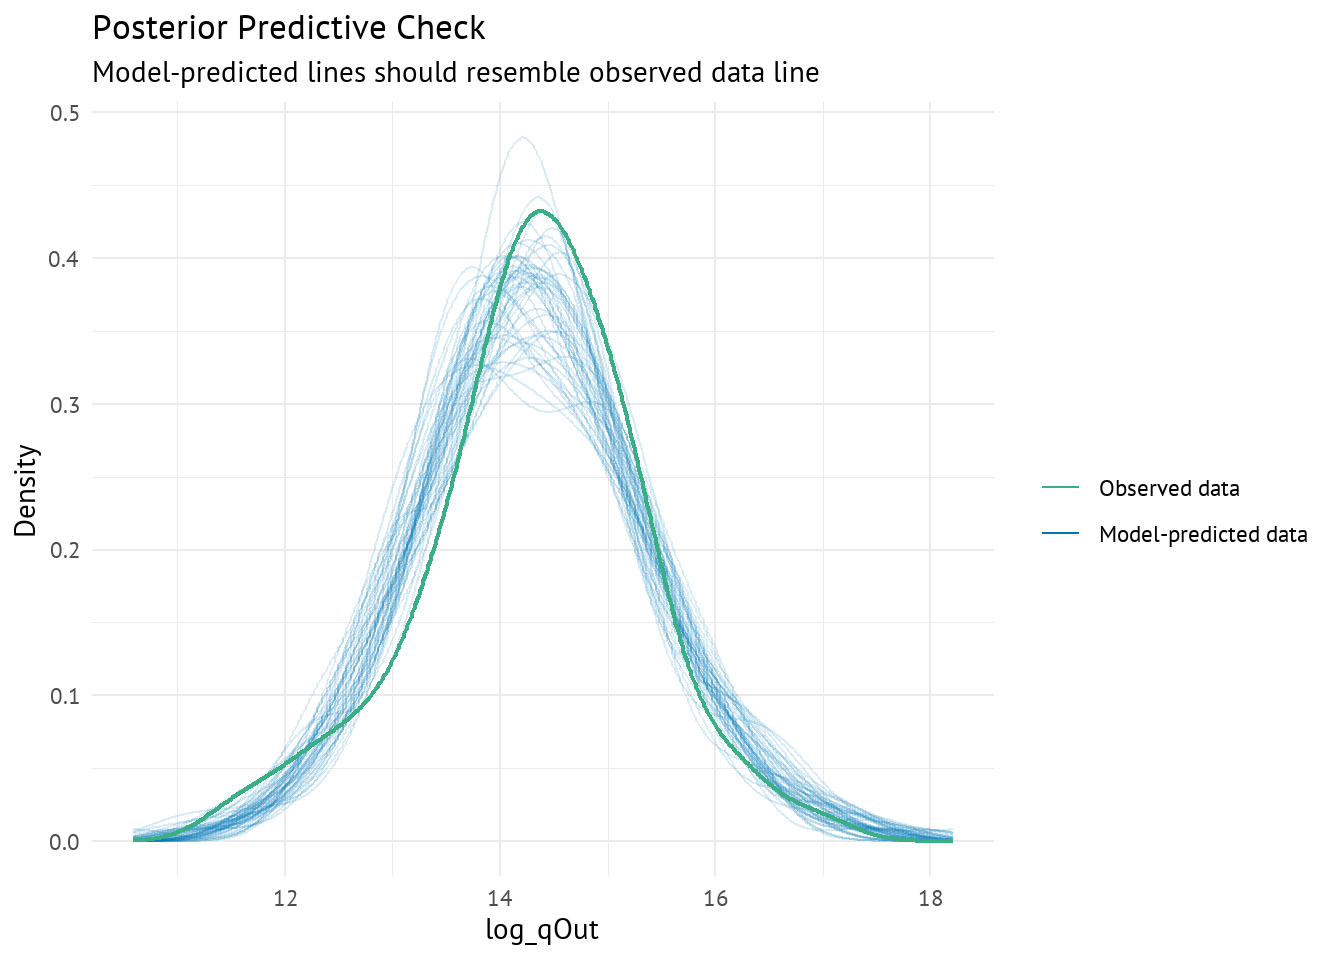 Posterior Predictive Check
Model-predicted lines should resemble observed data line
0.5
0.4
0.3
0.2
0.1
0.0
Density
12 14 16 18
log_qOut
Observed data
Model-predicted data